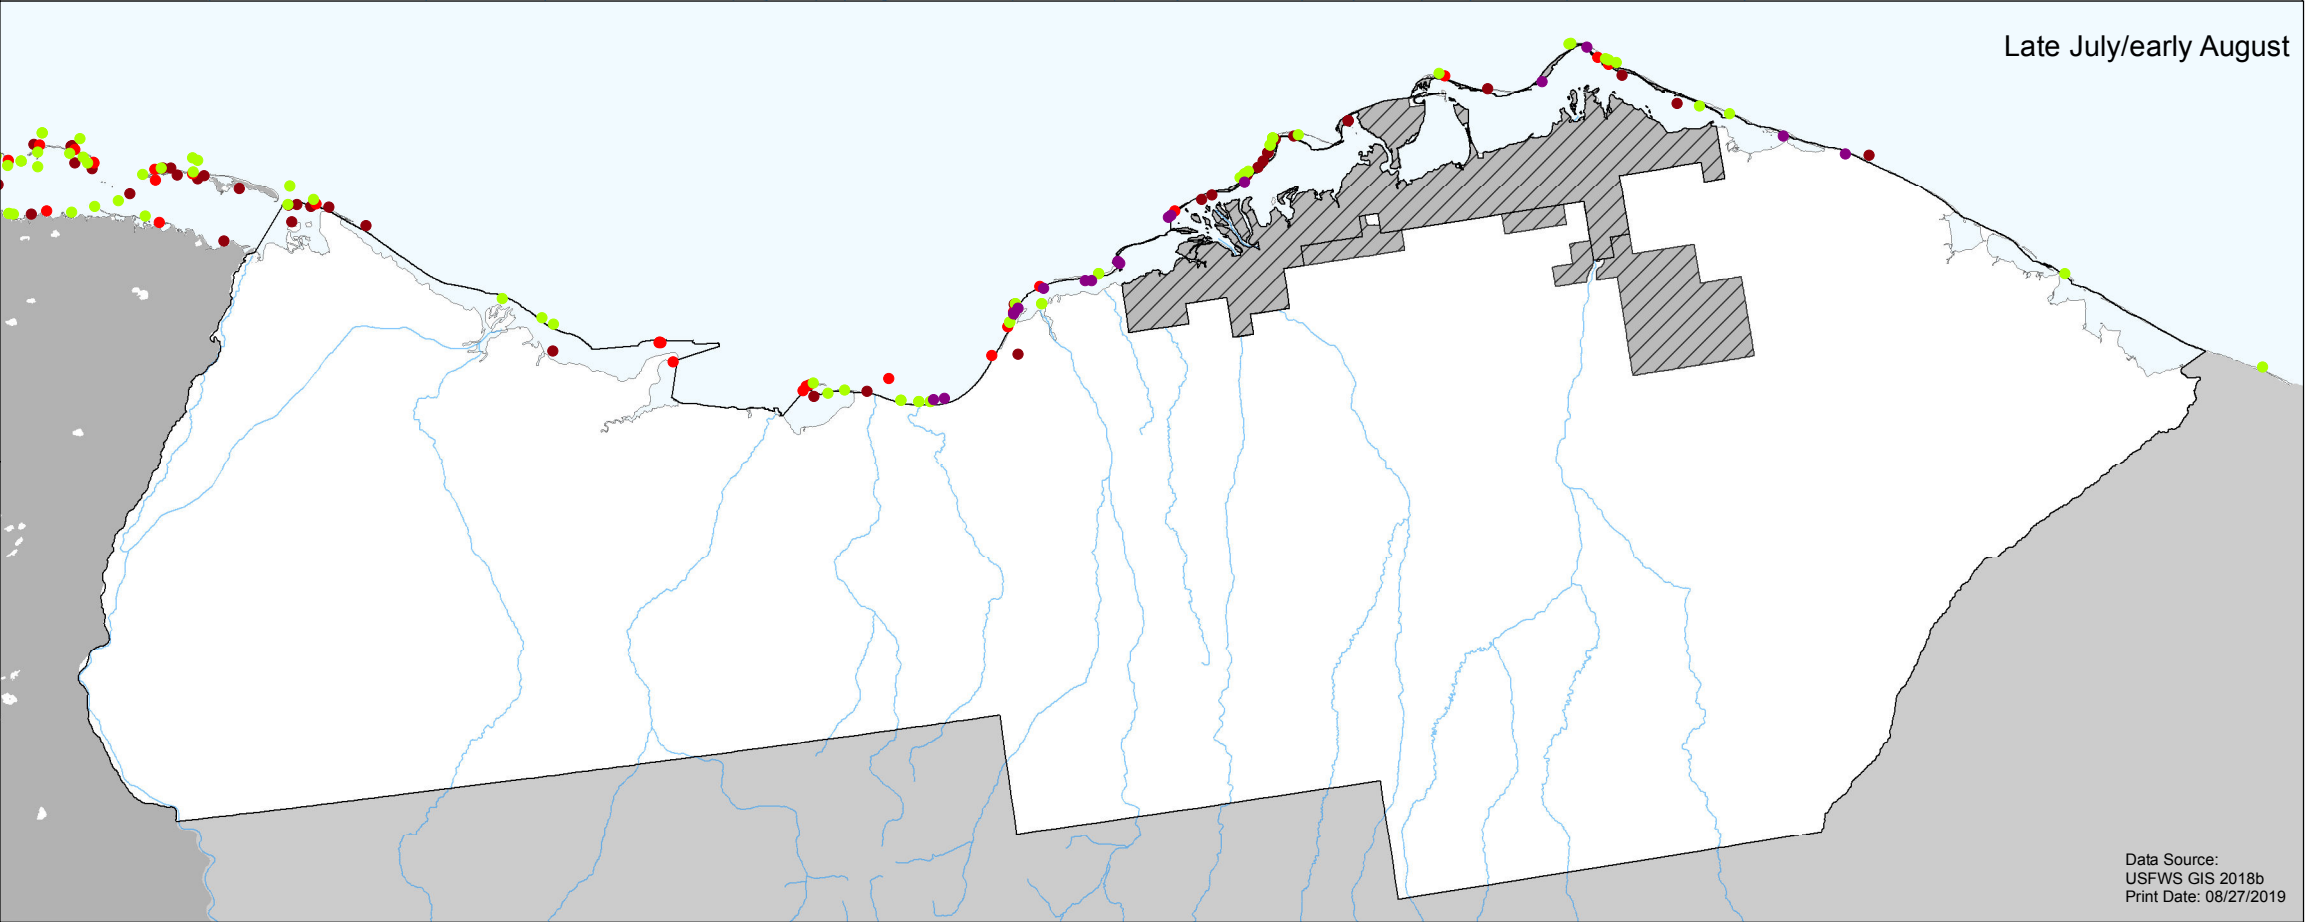 Late July/early August
Data Source:
USFWS GIS 2018b
Print Date: 08/27/2019